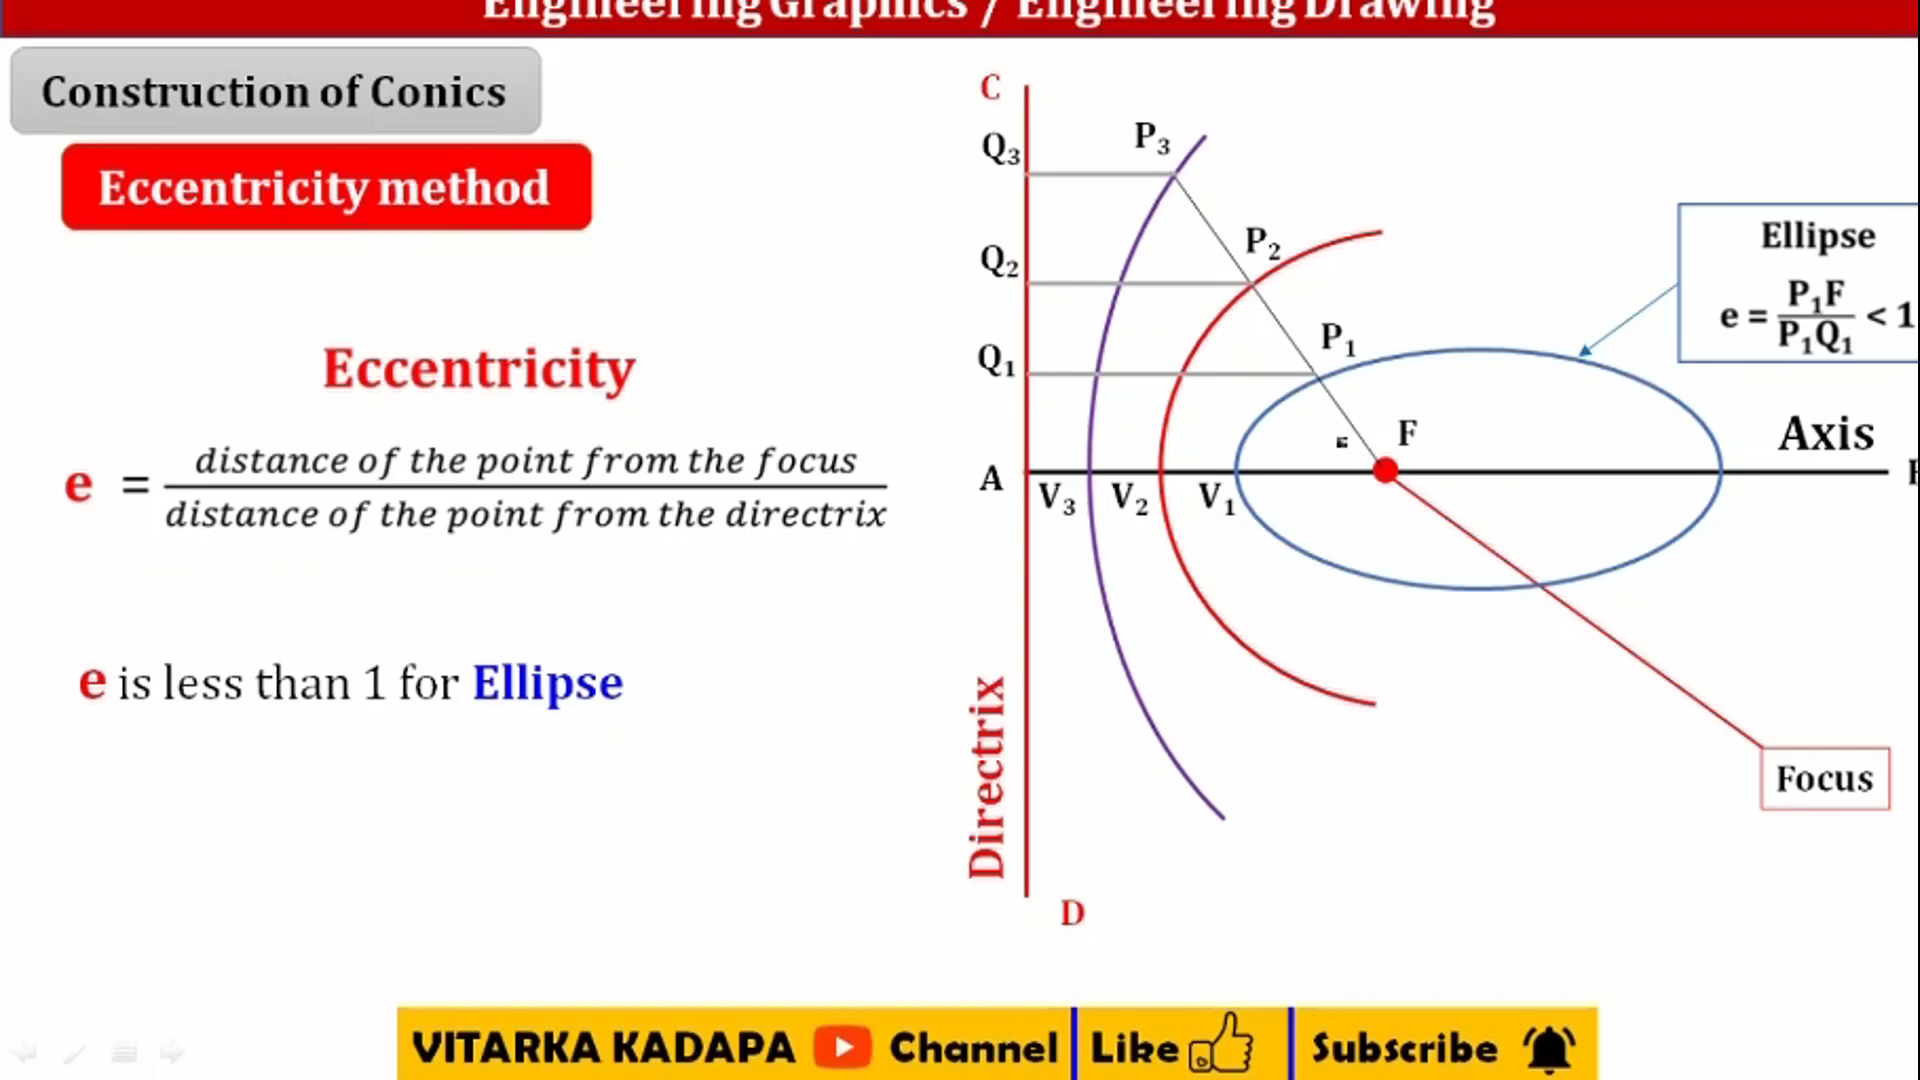 Engineering Graphics / Engineering Drawing
Construction of Conics
Eccentricity method
Eccentricity
e = distance of the point from the focus
distance of the point from the directrix
e is less than 1 for Ellipse
C
Q3
P3
Q2
P2
Q1
P1
Ellipse
e = P1F / P1Q1 < 1
F
Axis
A
V3
V2
V1
Directrix
D
Focus
VITARKA KADAPA Channel Like Subscribe